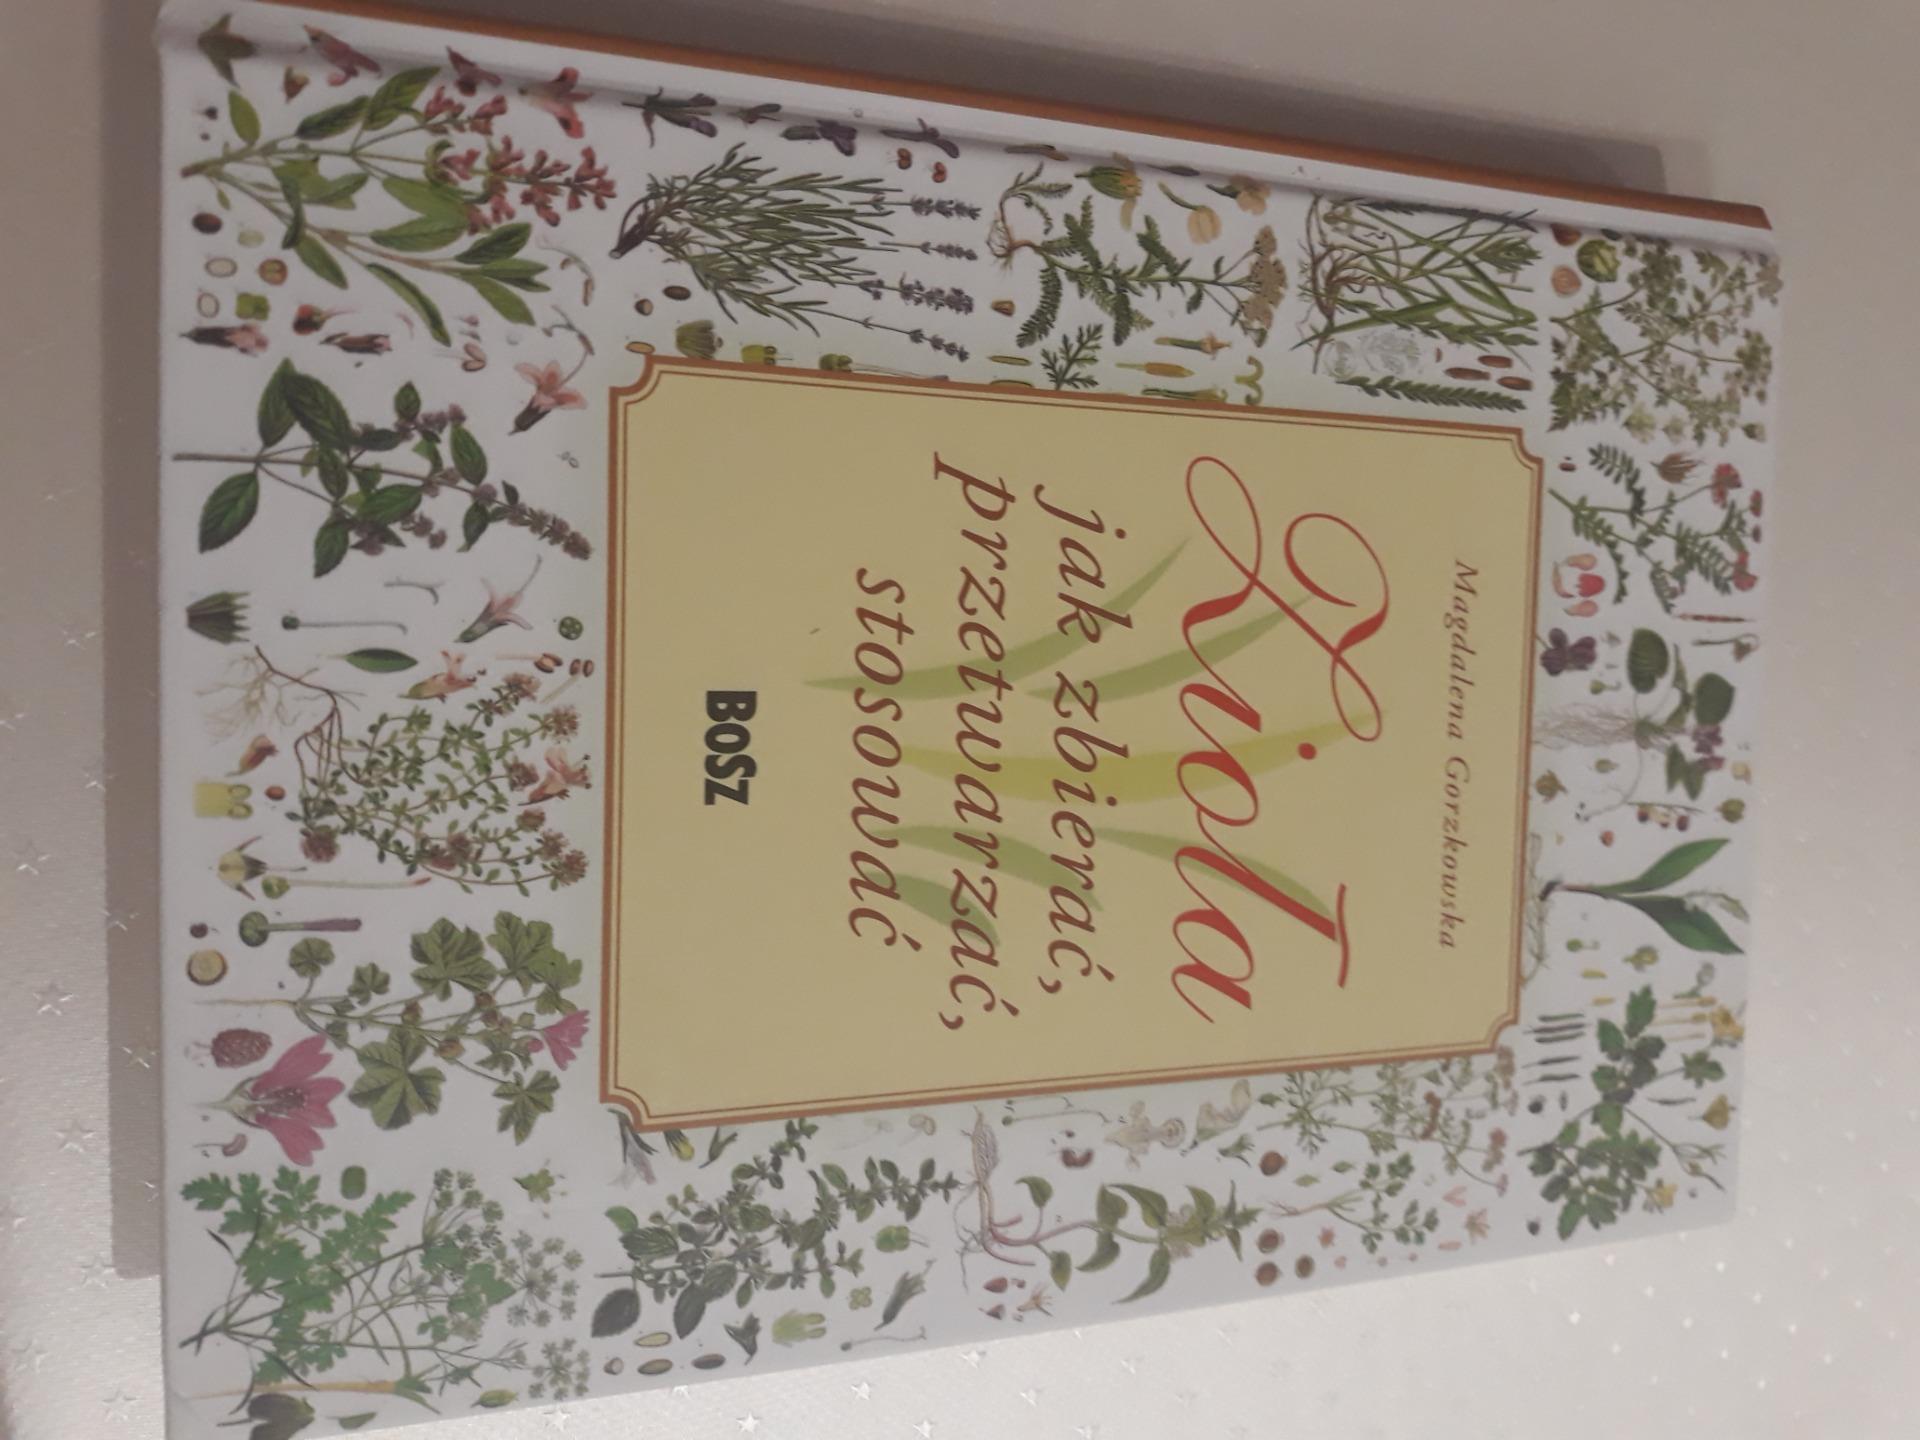 Magdalena Gorzkowska
Zioła
jak zbierać,
przetwarzać,
stosować
BOSZ